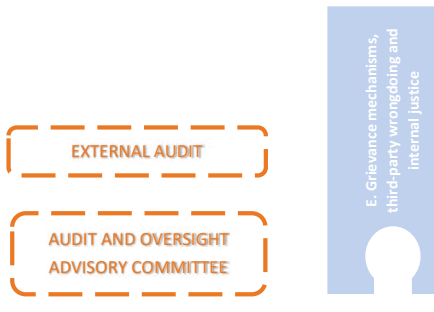 EXTERNAL AUDIT
AUDIT AND OVERSIGHT
ADVISORY COMMITTEE
E. Grievance mechanisms,
third-party wrongdoing and
internal justice